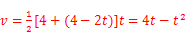 v = ½[4 + (4 − 2t)]t = 4t − t²